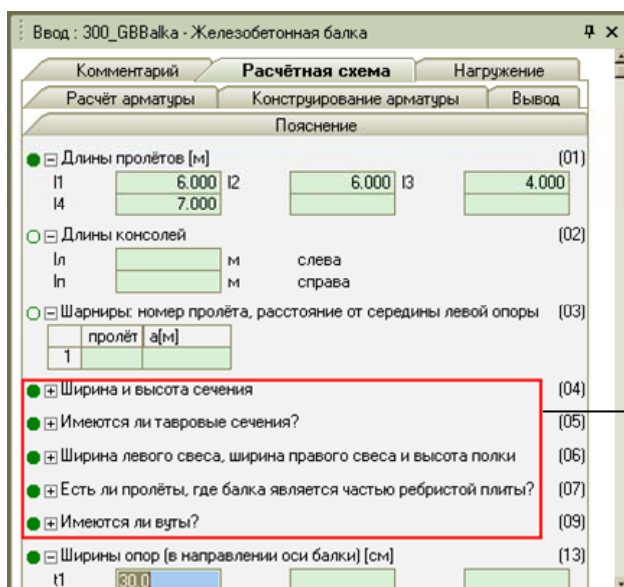 Ввод : 300_GBBalka - Железобетонная балка
Комментарий Расчётная схема Нагружение
Расчёт арматуры Конструирование арматуры Вывод
Пояснение
Длины пролётов [м] (01)
l1 6.000 l2 6.000 l3 4.000
l4 7.000
Длины консолей (02)
lл м слева
lп м справа
Шарниры: номер пролёта, расстояние от середины левой опоры (03)
пролёт a[м]
1
Ширина и высота сечения (04)
Имеются ли тавровые сечения? (05)
Ширина левого свеса, ширина правого свеса и высота полки (06)
Есть ли пролёты, где балка является частью ребристой плиты? (07)
Имеются ли вуты? (09)
Ширины опор (в направлении оси балки) [см] (13)
t1 30.0